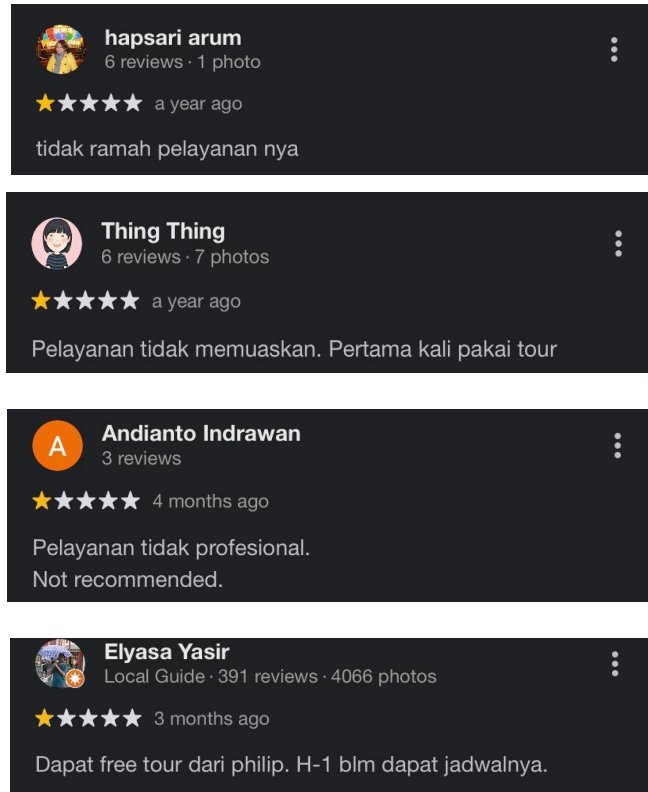 hapsari arum
6 reviews · 1 photo
a year ago
tidak ramah pelayanan nya
Thing Thing
6 reviews · 7 photos
a year ago
Pelayanan tidak memuaskan. Pertama kali pakai tour
A
Andianto Indrawan
3 reviews
4 months ago
Pelayanan tidak profesional.
Not recommended.
Elyasa Yasir
Local Guide · 391 reviews · 4066 photos
3 months ago
Dapat free tour dari philip. H-1 blm dapat jadwalnya.